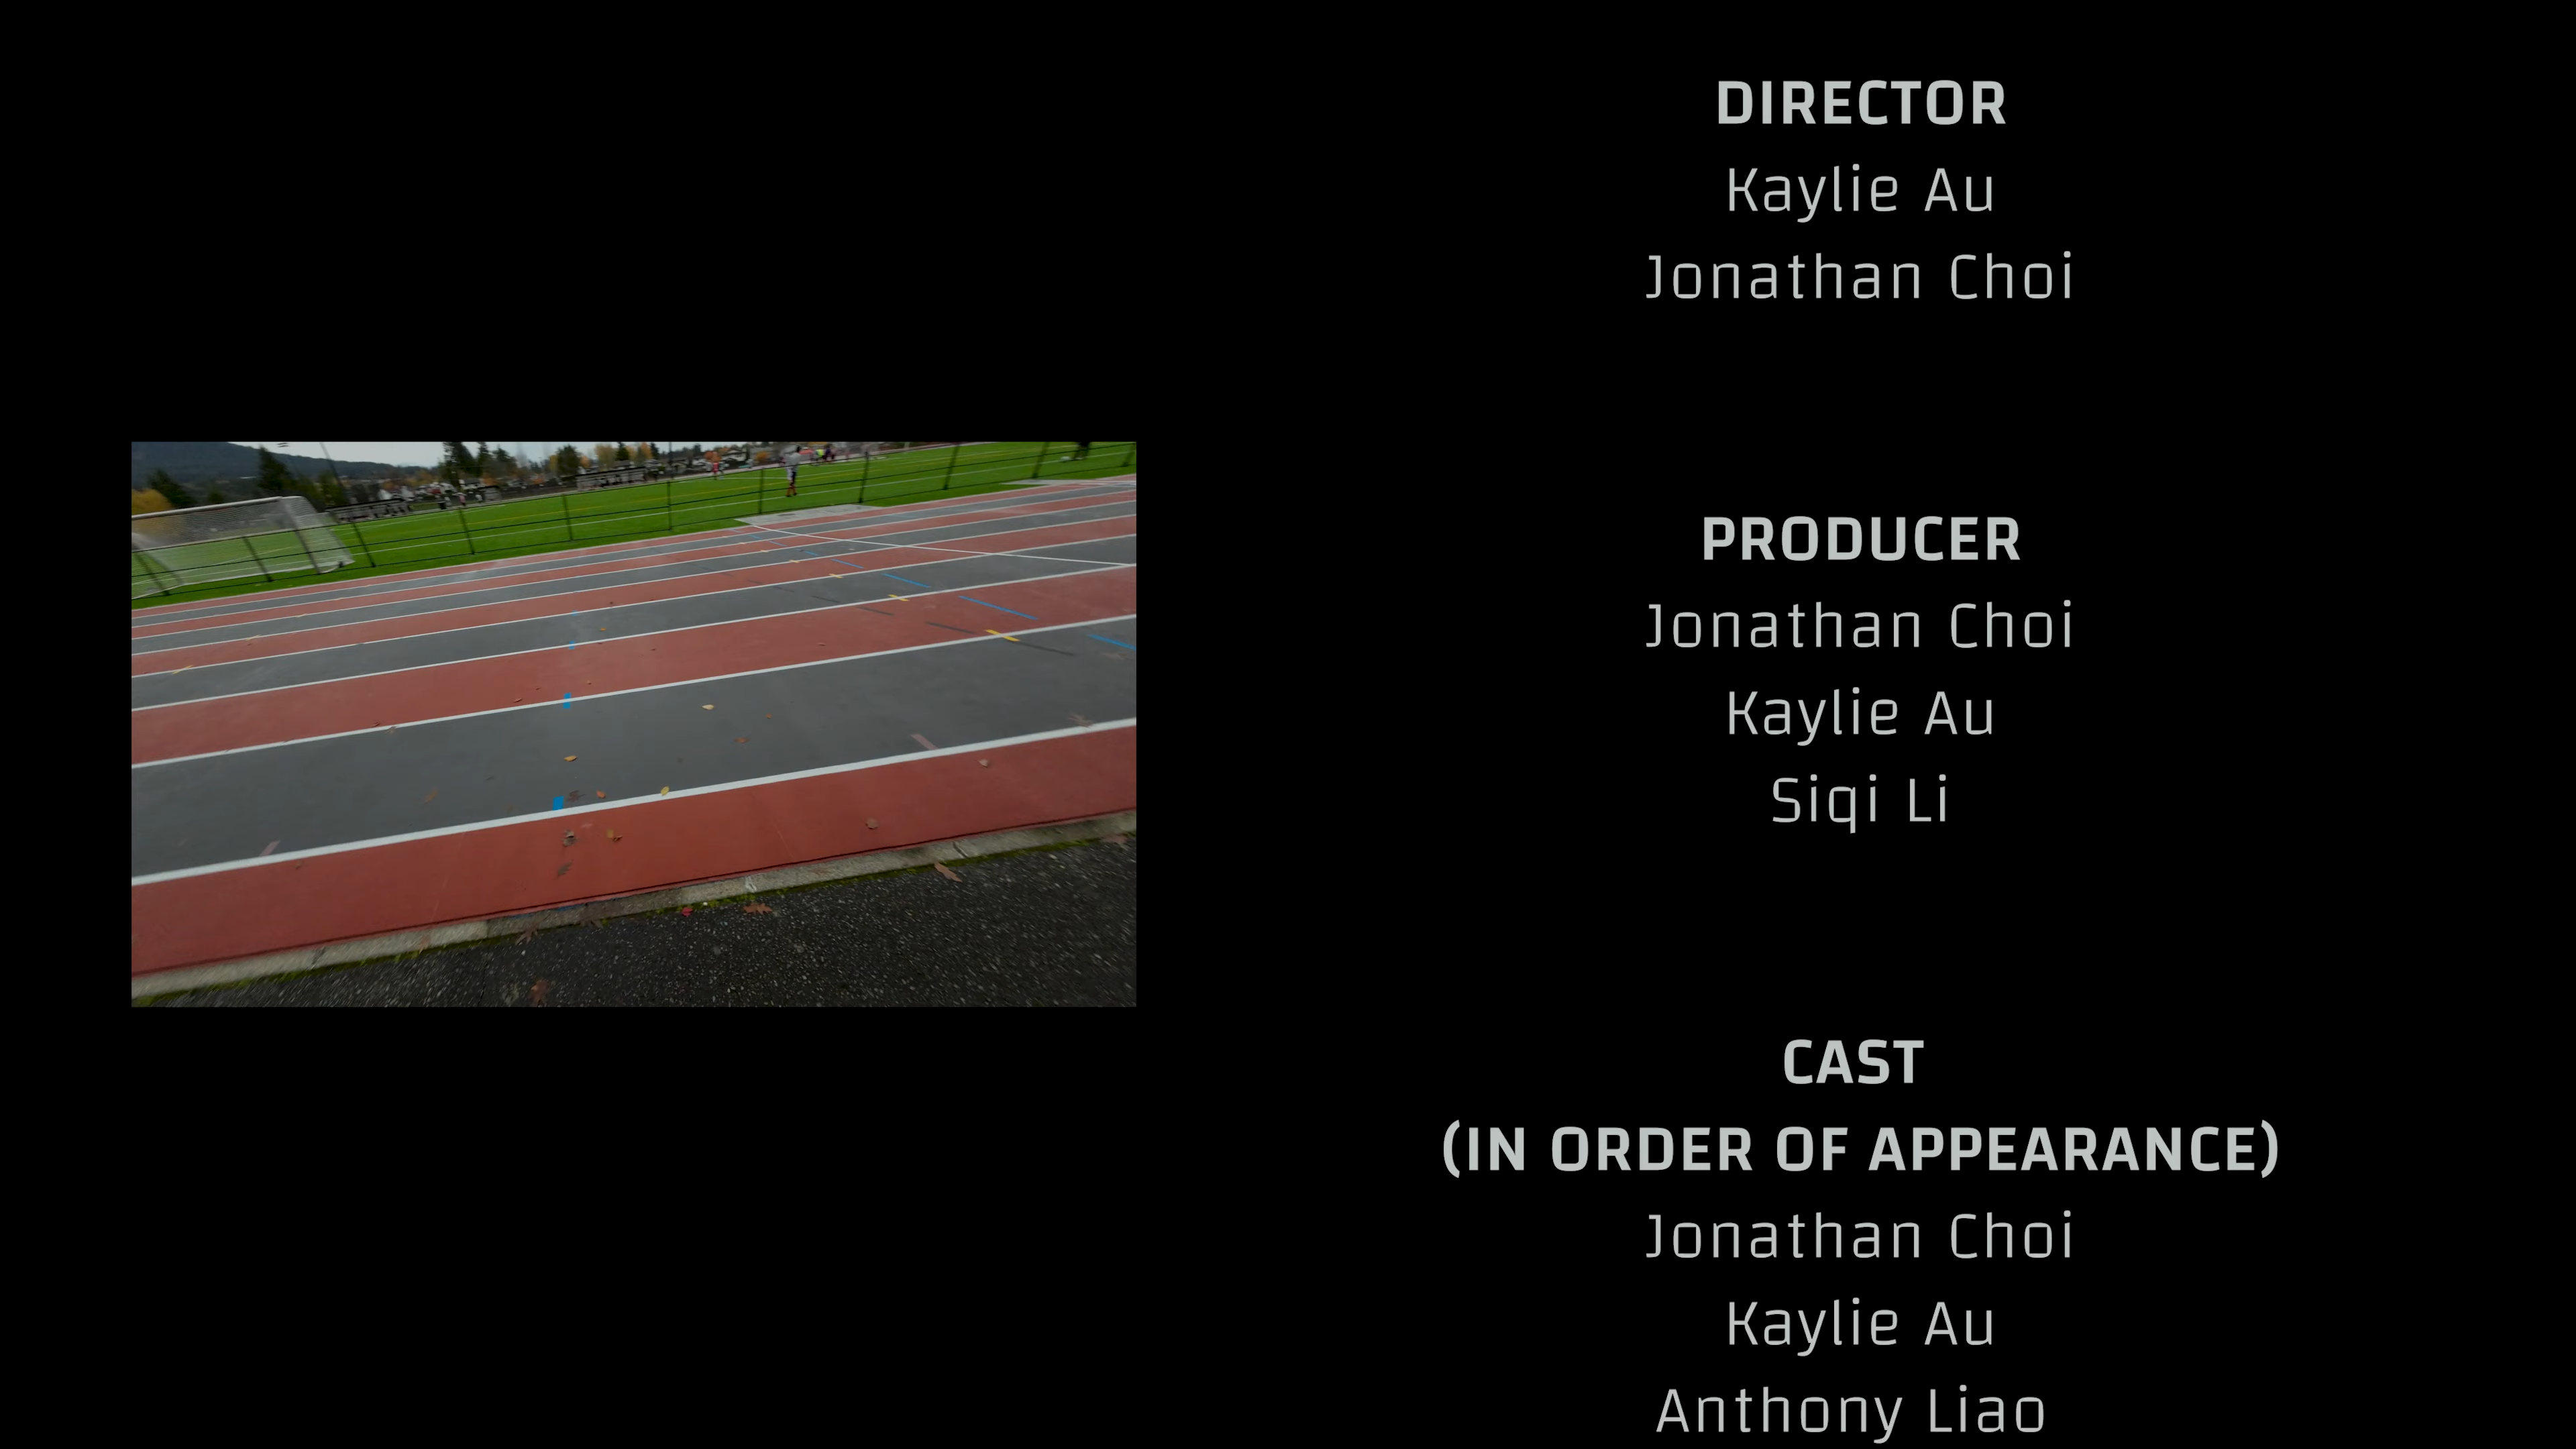 DIRECTOR
Kaylie Au
Jonathan Choi
PRODUCER
Jonathan Choi
Kaylie Au
Siqi Li
CAST
(IN ORDER OF APPEARANCE)
Jonathan Choi
Kaylie Au
Anthony Liao